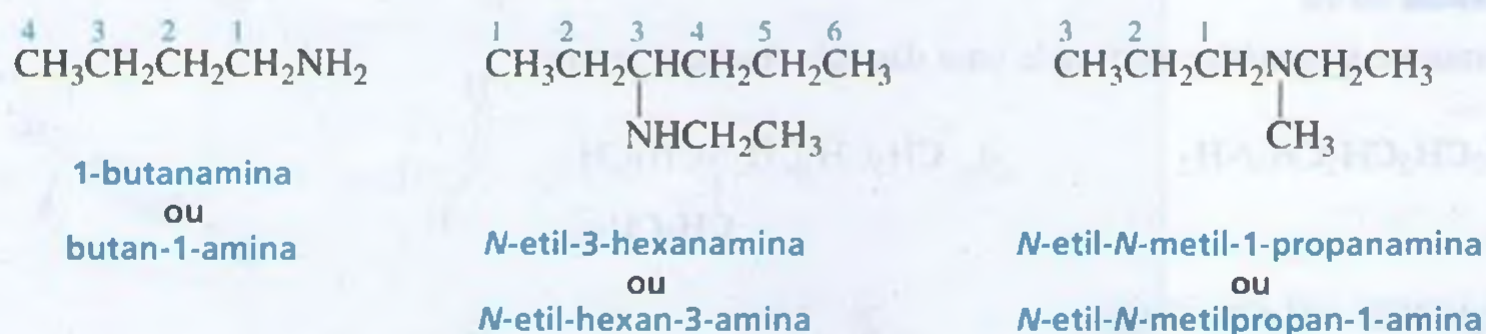 4 3 2 1
CH₃CH₂CH₂CH₂NH₂
1-butanamina
ou
butan-1-amina
1 2 3 4 5 6
CH₃CH₂CHCH₂CH₂CH₃
NHCH₂CH₃
N-etil-3-hexanamina
ou
N-etil-hexan-3-amina
3 2 1
CH₃CH₂CH₂NCH₂CH₃
CH₃
N-etil-N-metil-1-propanamina
ou
N-etil-N-metilpropan-1-amina